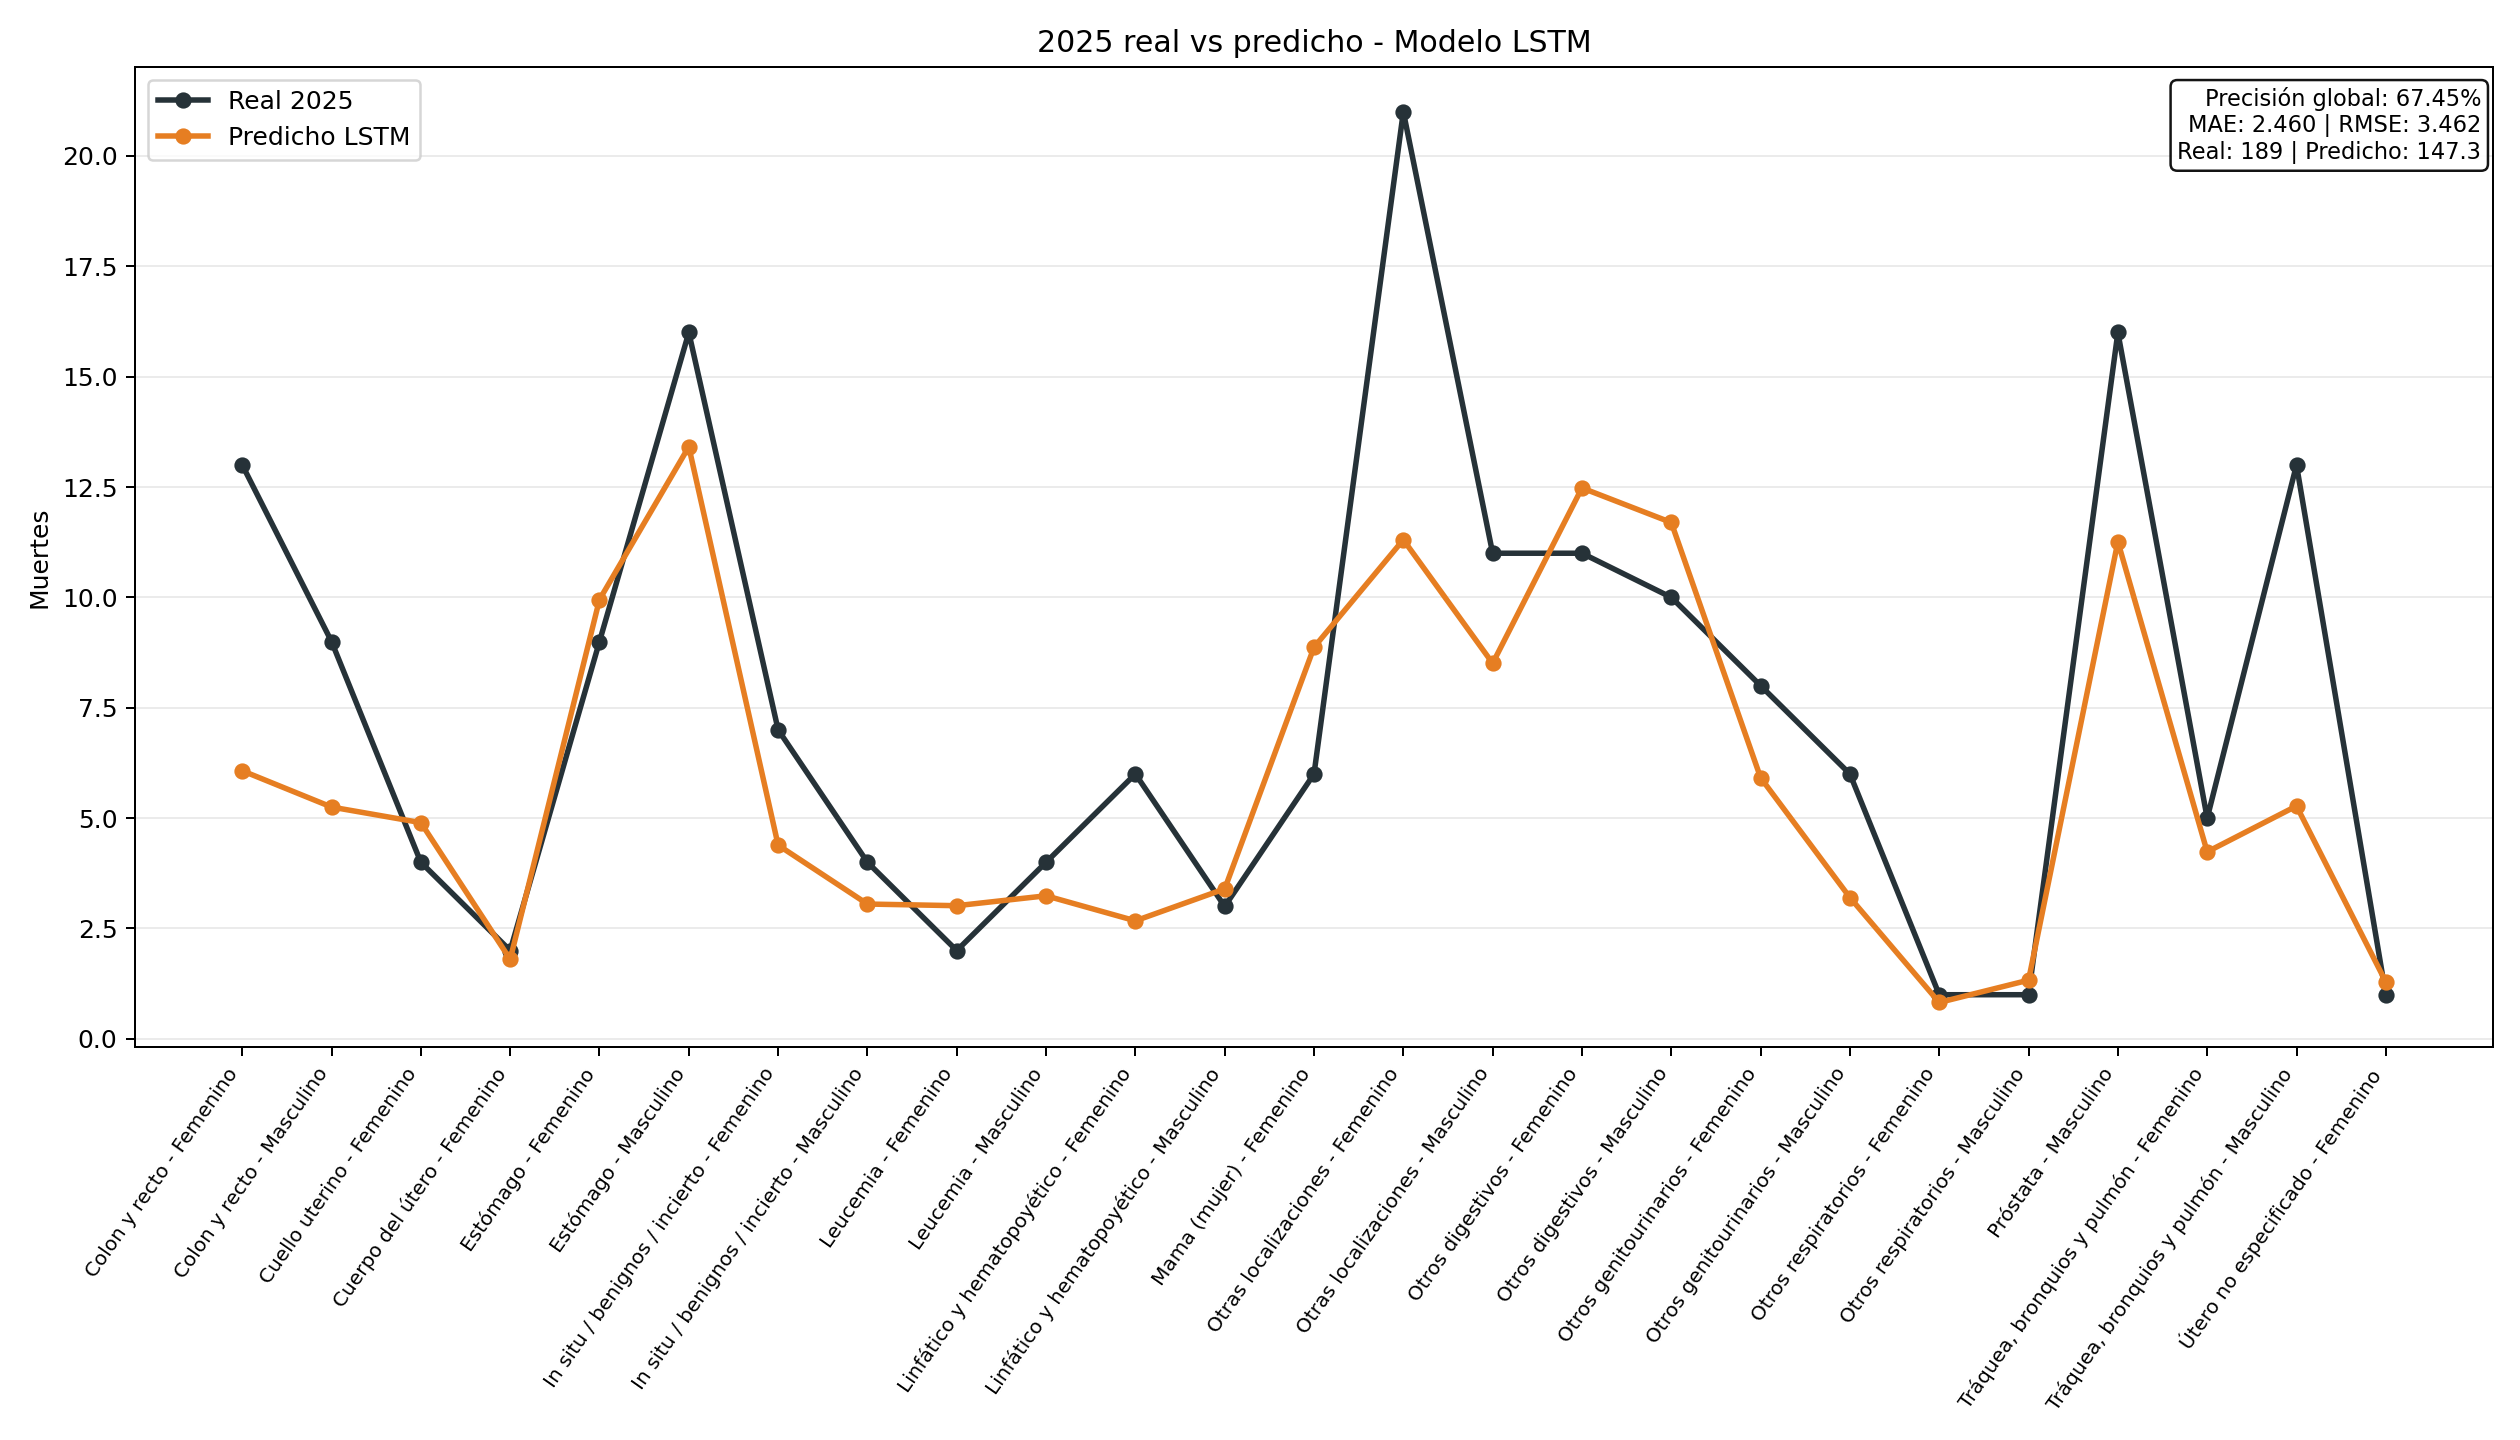 2025 real vs predicho - Modelo LSTM
Real 2025
Predicho LSTM
Precisión global: 67.45%
MAE: 2.460 | RMSE: 3.462
Real: 189 | Predicho: 147.3
Muertes
20.0
17.5
15.0
12.5
10.0
7.5
5.0
2.5
0.0
Colon y recto - Femenino
Colon y recto - Masculino
Cuello uterino - Femenino
Cuerpo del útero - Femenino
Estómago - Femenino
Estómago - Masculino
In situ / benignos / incierto - Femenino
In situ / benignos / incierto - Masculino
Leucemia - Femenino
Leucemia - Masculino
Linfático y hematopoyético - Femenino
Linfático y hematopoyético - Masculino
Mama (mujer) - Femenino
Otras localizaciones - Femenino
Otras localizaciones - Masculino
Otros digestivos - Femenino
Otros digestivos - Masculino
Otros genitourinarios - Femenino
Otros genitourinarios - Masculino
Otros respiratorios - Femenino
Otros respiratorios - Masculino
Próstata - Masculino
Tráquea, bronquios y pulmón - Femenino
Tráquea, bronquios y pulmón - Masculino
Útero no especificado - Femenino